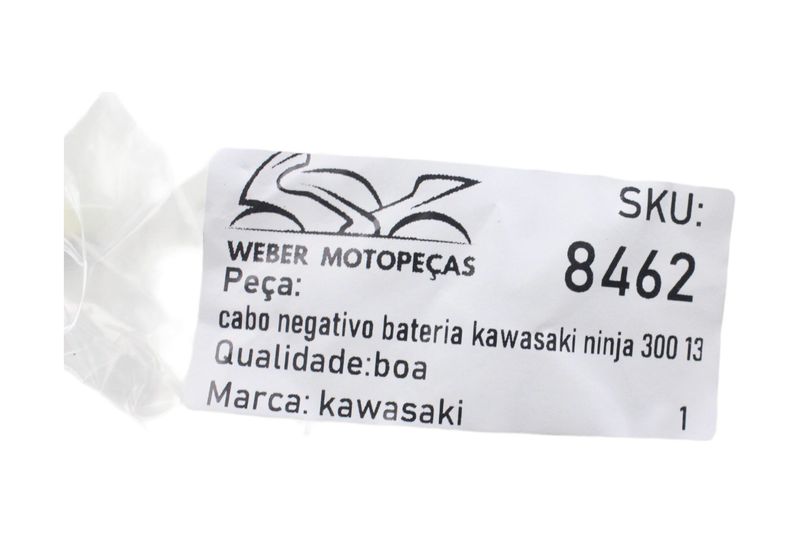 WEBER MOTOPEÇAS
SKU:
8462
Peça:
cabo negativo bateria kawasaki ninja 300 13
Qualidade:boa
Marca: kawasaki
1